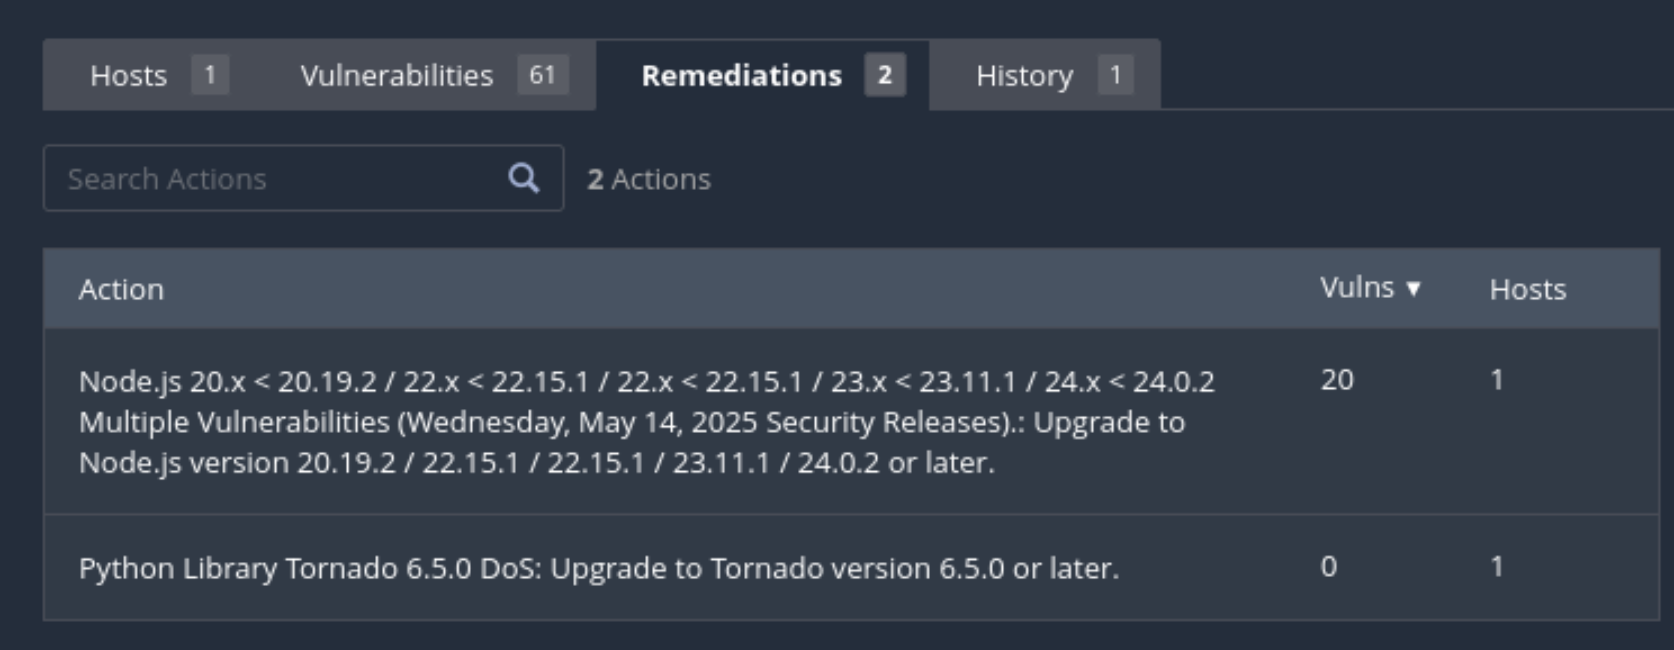 Hosts 1 Vulnerabilities 61 Remediations 2 History 1
Search Actions 2 Actions
Action Vulns ▼ Hosts
Node.js 20.x < 20.19.2 / 22.x < 22.15.1 / 22.x < 22.15.1 / 23.x < 23.11.1 / 24.x < 24.0.2 20 1
Multiple Vulnerabilities (Wednesday, May 14, 2025 Security Releases).: Upgrade to
Node.js version 20.19.2 / 22.15.1 / 22.15.1 / 23.11.1 / 24.0.2 or later.
Python Library Tornado 6.5.0 DoS: Upgrade to Tornado version 6.5.0 or later. 0 1